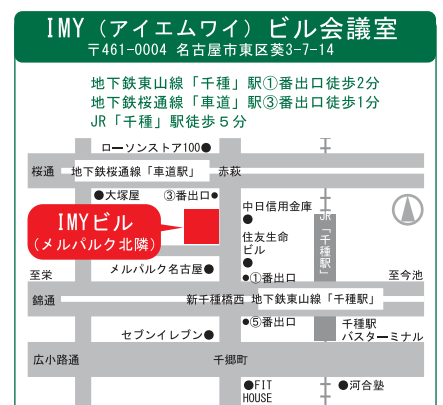 IMY（アイエムワイ）ビル会議室
〒461-0004 名古屋市東区葵3-7-14
地下鉄東山線「千種」駅①番出口徒歩2分
地下鉄桜通線「車道」駅③番出口徒歩1分
JR「千種」駅徒歩５分
ローソンストア100●
桜通
地下鉄桜通線「車道駅」
赤萩
●大塚屋
③番出口●
中日信用金庫
●
IMYビル
(メルパルク北隣)
住友生命
ビル
●
JR「千種駅」
メルパルク名古屋●
至栄
●①番出口
至今池
錦通
新千種橋西
地下鉄東山線「千種駅」
●⑤番出口
千種駅
バスターミナル
セブンイレブン●
広小路通
千郷町
●FIT
HOUSE
●河合塾